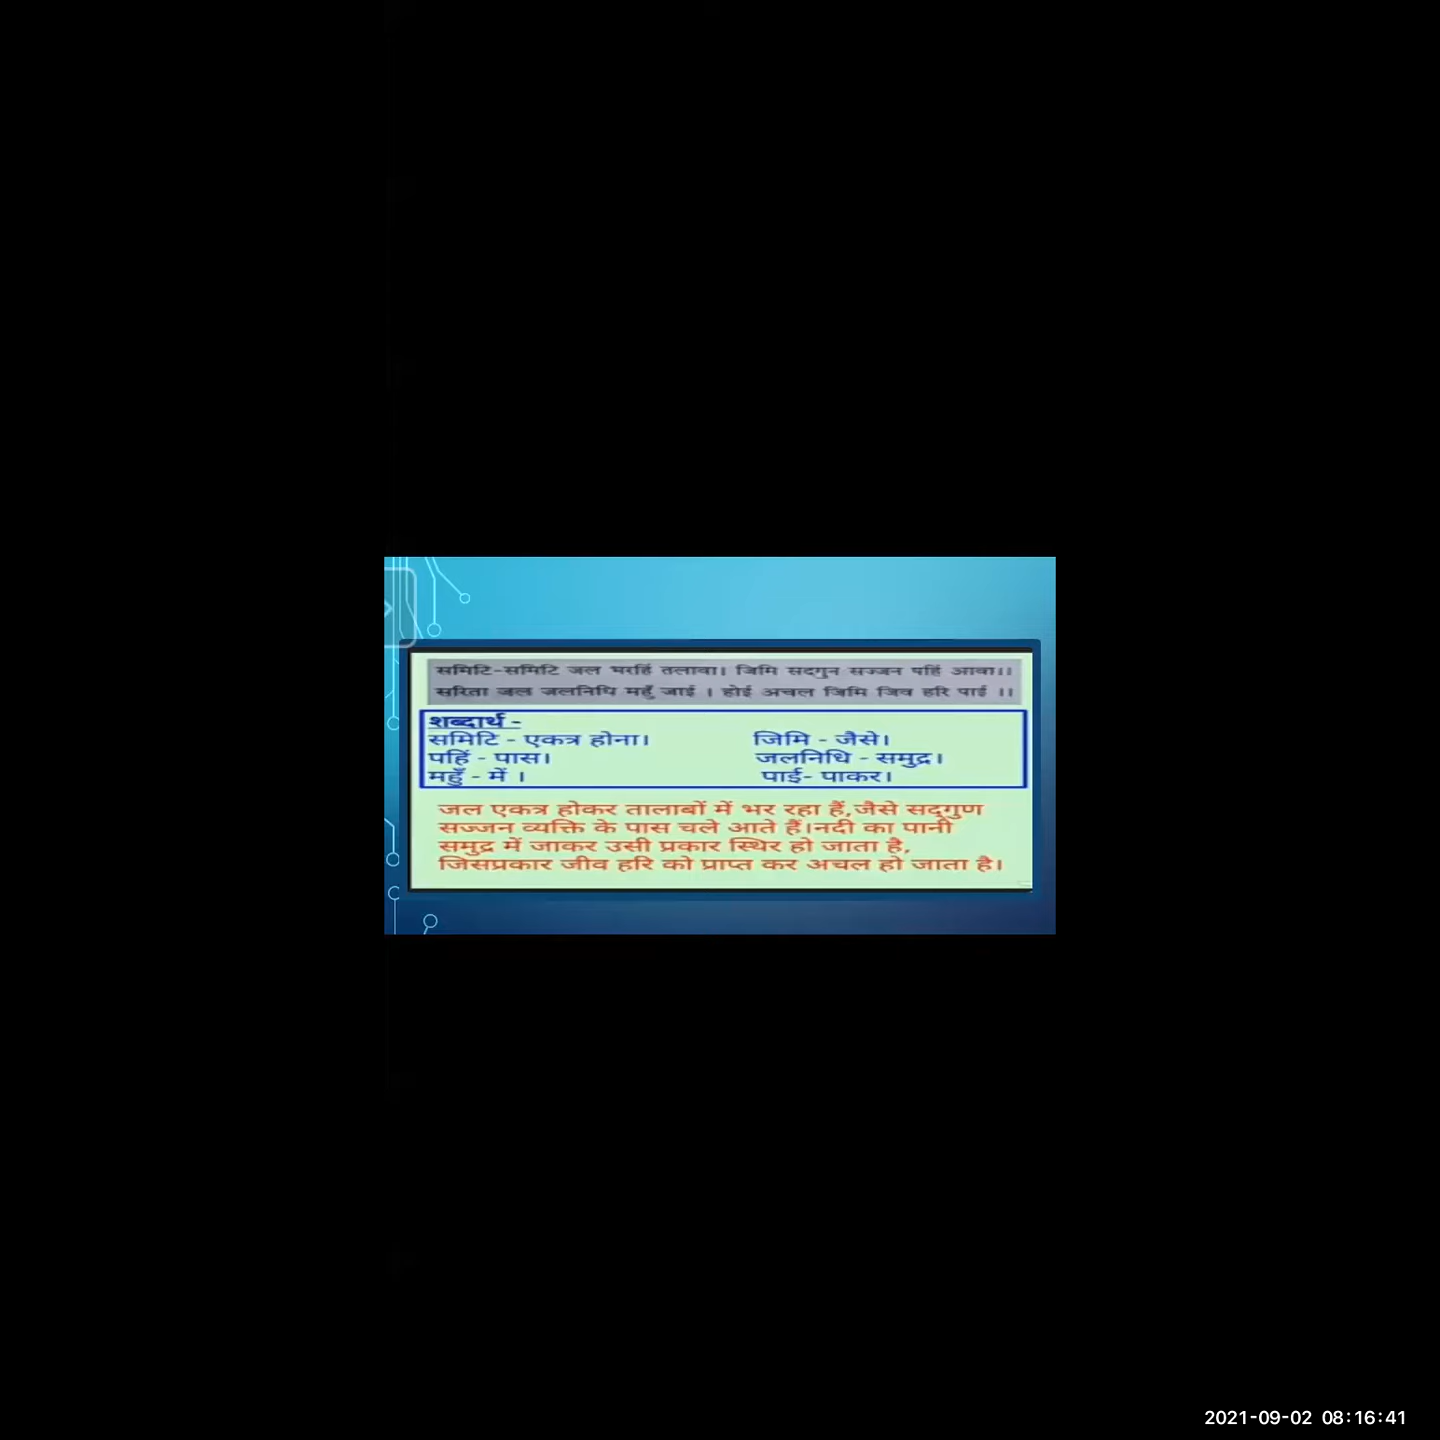 समिटि-समिटि जल भरहिं तलावा। जिमि सदगुन सज्जन पहिं आवा।।
सरिता जल जलनिधि महुँ जाई । होई अचल जिमि जिव हरि पाई ।।
शब्दार्थ -
समिटि - एकत्र होना। जिमि - जैसे।
पहिं - पास। जलनिधि - समुद्र।
महुँ - में । पाई- पाकर।
जल एकत्र होकर तालाबों में भर रहा हैं,जैसे सद्गुण
सज्जन व्यक्ति के पास चले आते हैं।नदी का पानी
समुद्र में जाकर उसी प्रकार स्थिर हो जाता है,
जिसप्रकार जीव हरि को प्राप्त कर अचल हो जाता है।
2021-09-02 08:16:41